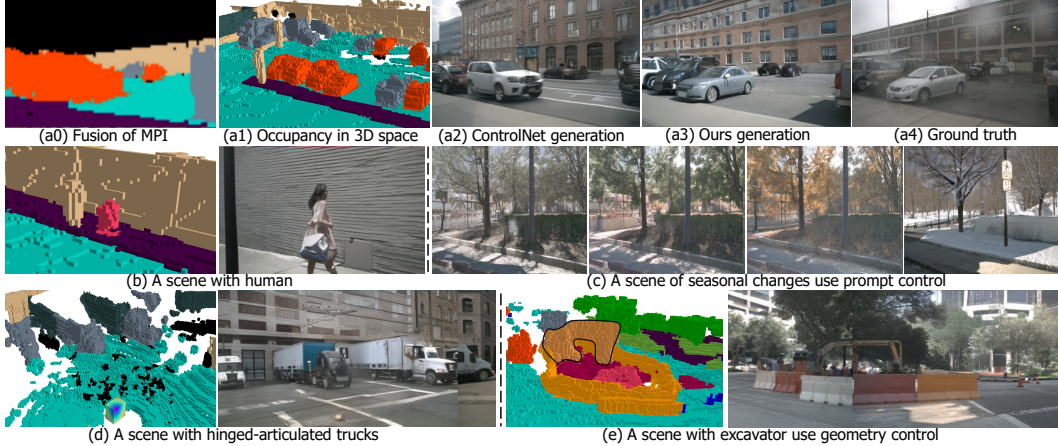 (a0) Fusion of MPI
(a1) Occupancy in 3D space
(a2) ControlNet generation
(a3) Ours generation
(a4) Ground truth
(b) A scene with human
(c) A scene of seasonal changes use prompt control
(d) A scene with hinged-articulated trucks
(e) A scene with excavator use geometry control